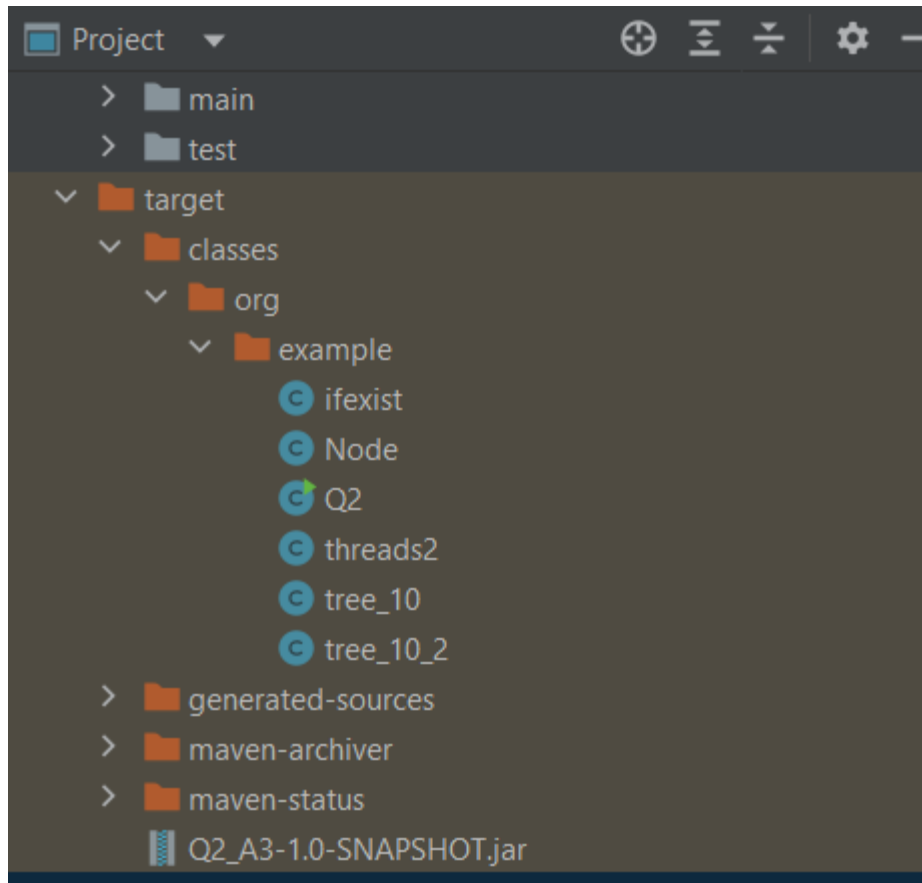 Project
main
test
target
classes
org
example
ifexist
Node
Q2
threads2
tree_10
tree_10_2
generated-sources
maven-archiver
maven-status
Q2_A3-1.0-SNAPSHOT.jar